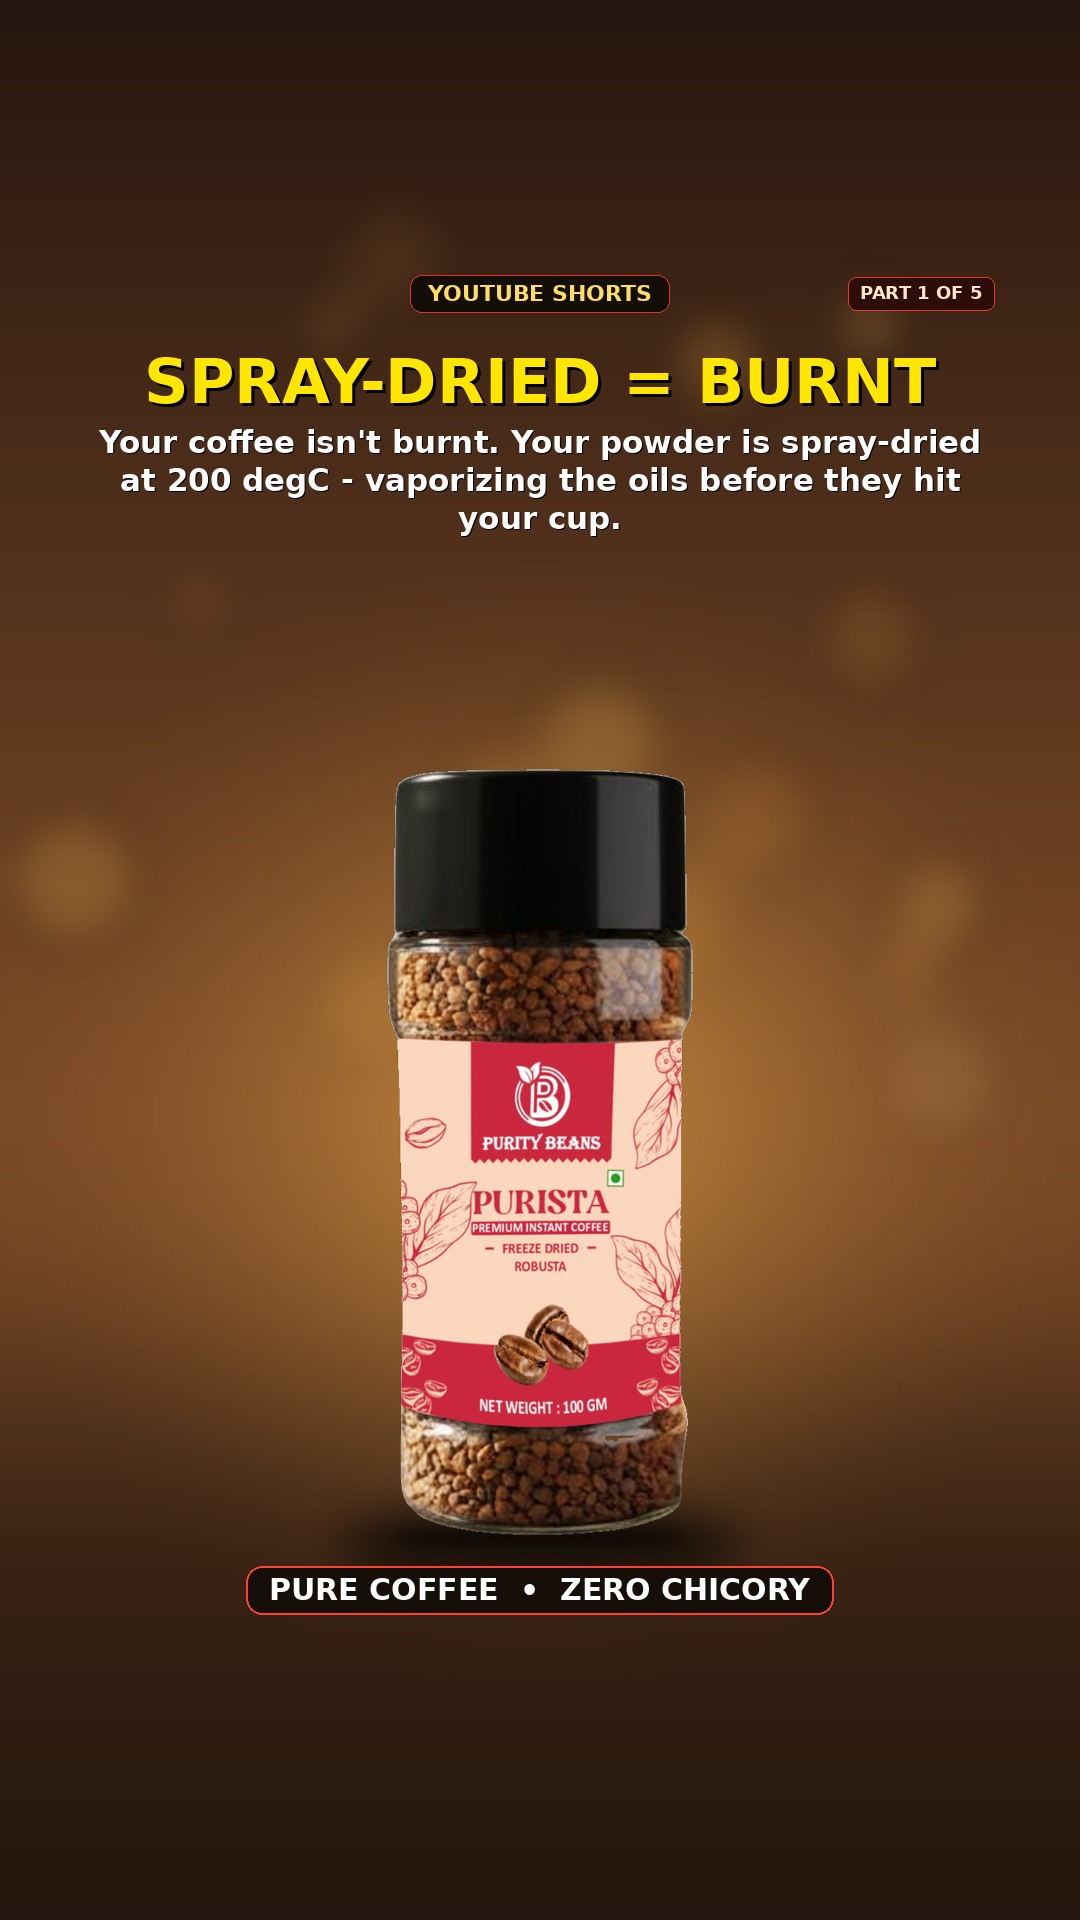 YOUTUBE SHORTS
PART 1 OF 5
SPRAY-DRIED = BURNT
Your coffee isn't burnt. Your powder is spray-dried
at 200 degC - vaporizing the oils before they hit
your cup.
PURITY BEANS
PURISTA
PREMIUM INSTANT COFFEE
– FREEZE DRIED –
ROBUSTA
NET WEIGHT : 100 GM
PURE COFFEE • ZERO CHICORY